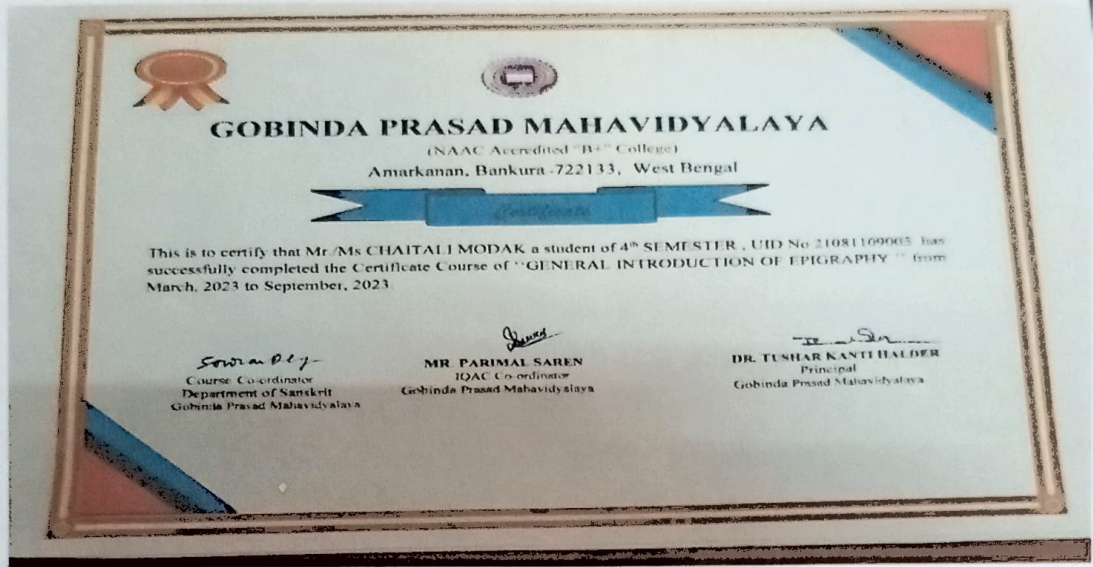 GOBINDA PRASAD MAHAVIDYALAYA
(NAAC Accredited "B+" College)
Amarkanan, Bankura -722133, West Bengal
Certificate
This is to certify that Mr./Ms CHAITALI MODAK a student of 4th SEMESTER , UID No 21081109005 has
successfully completed the Certificate Course of "GENERAL INTRODUCTION OF EPIGRAPHY " from
March, 2023 to September, 2023
Course Co-ordinator
Department of Sanskrit
Gobinda Prasad Mahavidyalaya
MR. PARIMAL SAREN
IQAC Co-ordinator
Gobinda Prasad Mahavidyalaya
DR. TUSHAR KANTI HALDER
Principal
Gobinda Prasad Mahavidyalaya